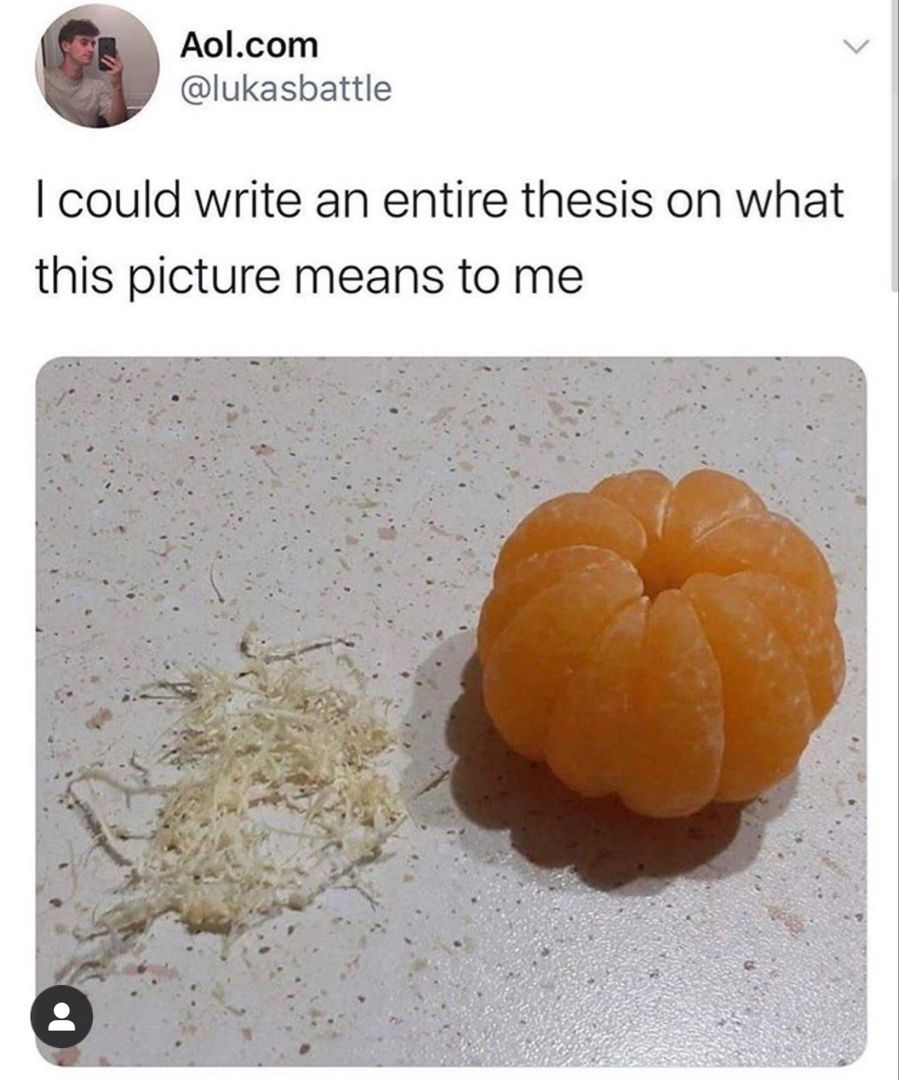 Aol.com
@lukasbattle
I could write an entire thesis on what
this picture means to me